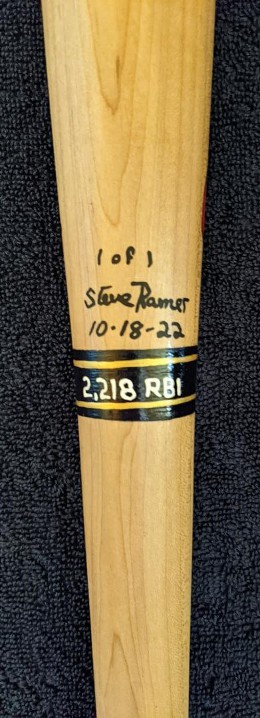 1 of 1
Steve Ramer
10-18-22
2,218 RBI